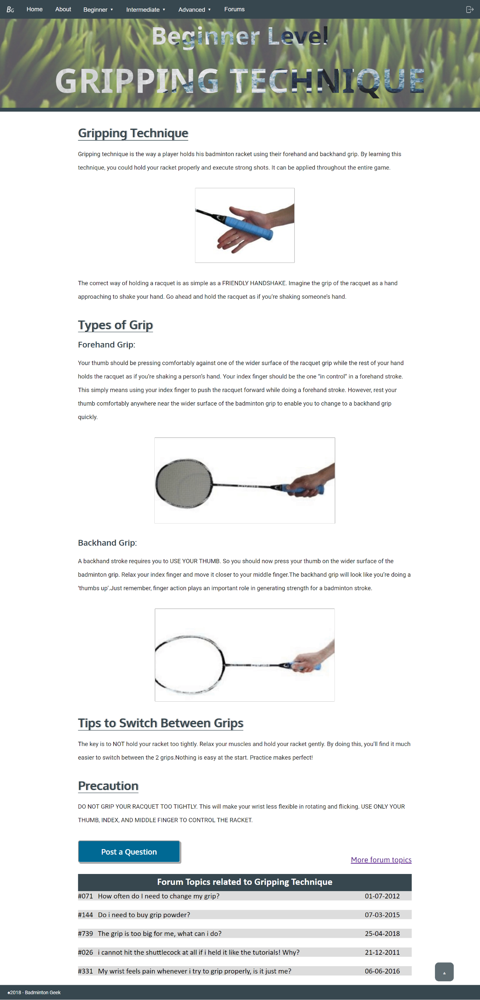 BG Home About Beginner ▼ Intermediate ▼ Advanced ▼ Forums
Beginner Level
GRIPPING TECHNIQUE
Gripping Technique
Gripping technique is the way a player holds his badminton racket using their forehand and backhand grip. By learning this
technique, you could hold your racket properly and execute strong shots. It can be applied throughout the entire game.
The correct way of holding a racquet is as simple as a FRIENDLY HANDSHAKE. Imagine the grip of the racquet as a hand
approaching to shake your hand. Go ahead and hold the racquet as if you’re shaking someone’s hand.
Types of Grip
Forehand Grip:
Your thumb should be pressing comfortably against one of the wider surface of the racquet grip while the rest of your hand
holds the racquet as if you’re shaking a person’s hand. Your index finger should be the one “in control” in a forehand stroke.
This simply means using your index finger to push the racquet forward while doing a forehand stroke. However, rest your
thumb comfortably anywhere near the wider surface of the badminton grip to enable you to change to a backhand grip
quickly.
Backhand Grip:
A backhand stroke requires you to USE YOUR THUMB. So you should now press your thumb on the wider surface of the
badminton grip. Relax your index finger and move it closer to your middle finger.The backhand grip will look like you’re doing a
‘thumbs up’.Just remember, finger action plays an important role in generating strength for a badminton stroke.
Tips to Switch Between Grips
The key is to NOT hold your racket too tightly. Relax your muscles and hold your racket gently. By doing this, you’ll find it much
easier to switch between the 2 grips.Nothing is easy at the start. Practice makes perfect!
Precaution
DO NOT GRIP YOUR RACQUET TOO TIGHTLY. This will make your wrist less flexible in rotating and flicking. USE ONLY YOUR
THUMB, INDEX, AND MIDDLE FINGER TO CONTROL THE RACKET.
Post a Question
More forum topics
Forum Topics related to Gripping Technique
#071 How often do I need to change my grip? 01-07-2012
#144 Do i need to buy grip powder? 07-03-2015
#739 The grip is too big for me, what can i do? 25-04-2018
#026 i cannot hit the shuttlecock at all if i held it like the tutorials! Why? 21-12-2011
#331 My wrist feels pain whenever i try to grip properly, is it just me? 06-06-2016
♠2018 - Badminton Geek